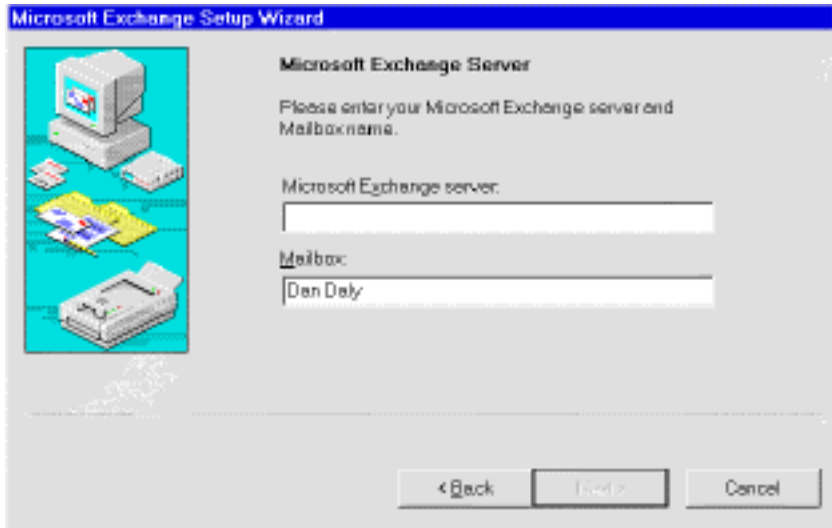 Microsoft Exchange Setup Wizard
Microsoft Exchange Server
Please enter your Microsoft Exchange server and
Mailbox name.
Microsoft Exchange server:
Mailbox:
Dan Daly
< Back
Next >
Cancel